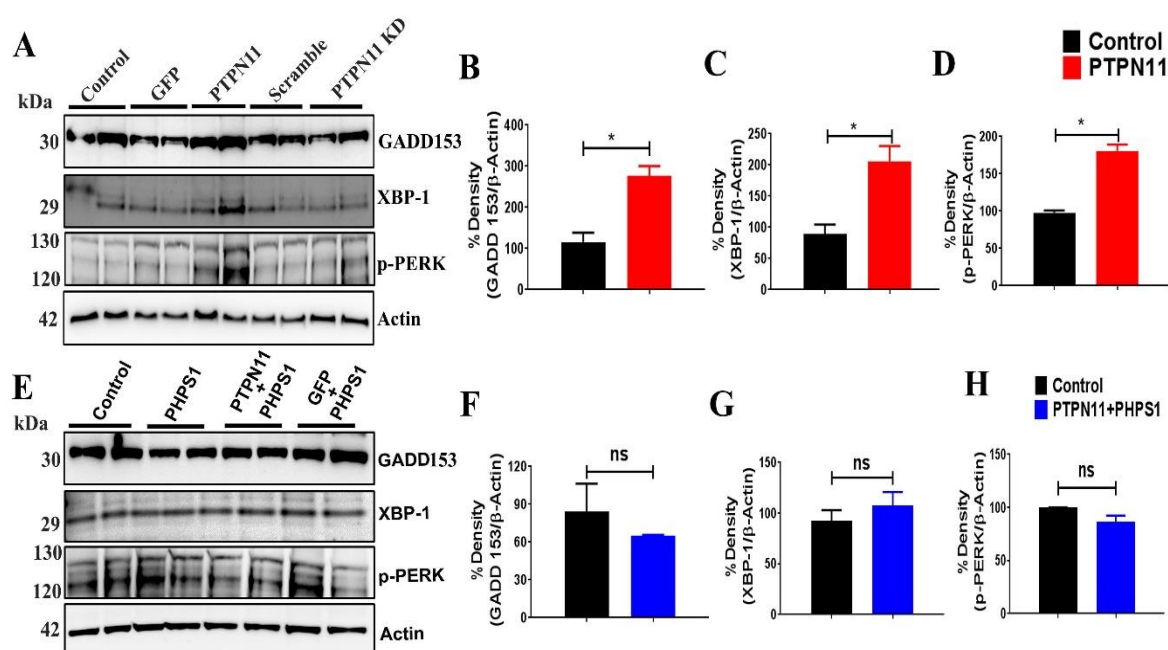 A
Control
GFP
PTPN11
Scramble
PTPN11 KD
kDa
30
GADD153
29
XBP-1
130
120
p-PERK
42
Actin
B
% Density
(GADD 153/β-Actin)
400
300
200
100
0
*
C
% Density
(XBP-1/β-Actin)
250
200
150
100
50
0
*
D
Control
PTPN11
% Density
(p-PERK/β-Actin)
200
150
100
50
0
*
E
Control
PHPS1
PTPN11
+
PHPS1
GFP
+
PHPS1
kDa
30
GADD153
29
XBP-1
130
120
p-PERK
42
Actin
F
% Density
(GADD 153/β-Actin)
120
90
60
30
0
ns
G
% Density
(XBP-1/β-Actin)
150
100
50
0
ns
H
Control
PTPN11+PHPS1
% Density
(p-PERK/β-Actin)
150
100
50
0
ns